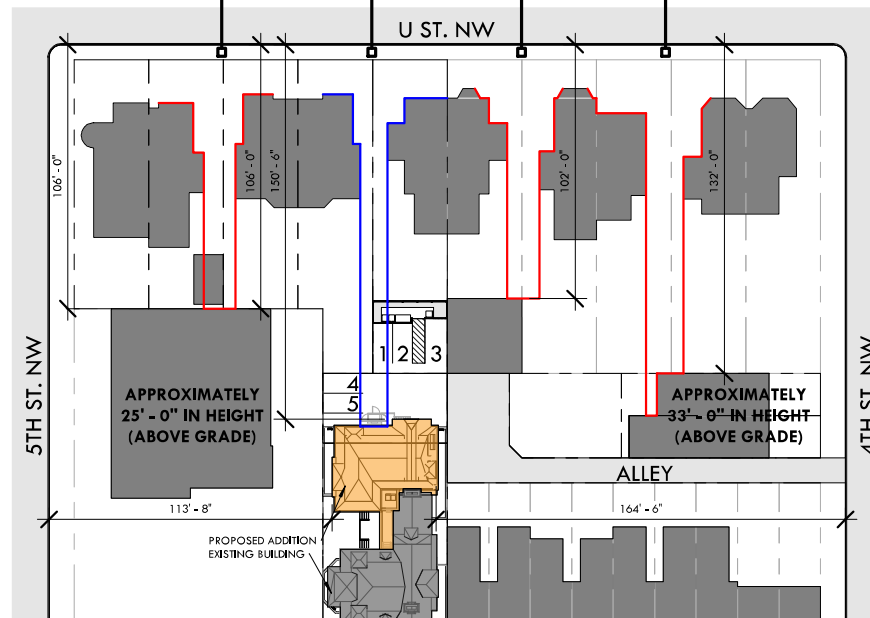 U ST. NW
106' - 0"
106' - 0"
150' - 6"
102' - 0"
132' - 0"
1 2 3
4
5
5TH ST. NW
4TH ST. NW
APPROXIMATELY
25' - 0" IN HEIGHT
(ABOVE GRADE)
APPROXIMATELY
33' - 0" IN HEIGHT
(ABOVE GRADE)
ALLEY
113' - 8"
164' - 6"
PROPOSED ADDITION
EXISTING BUILDING